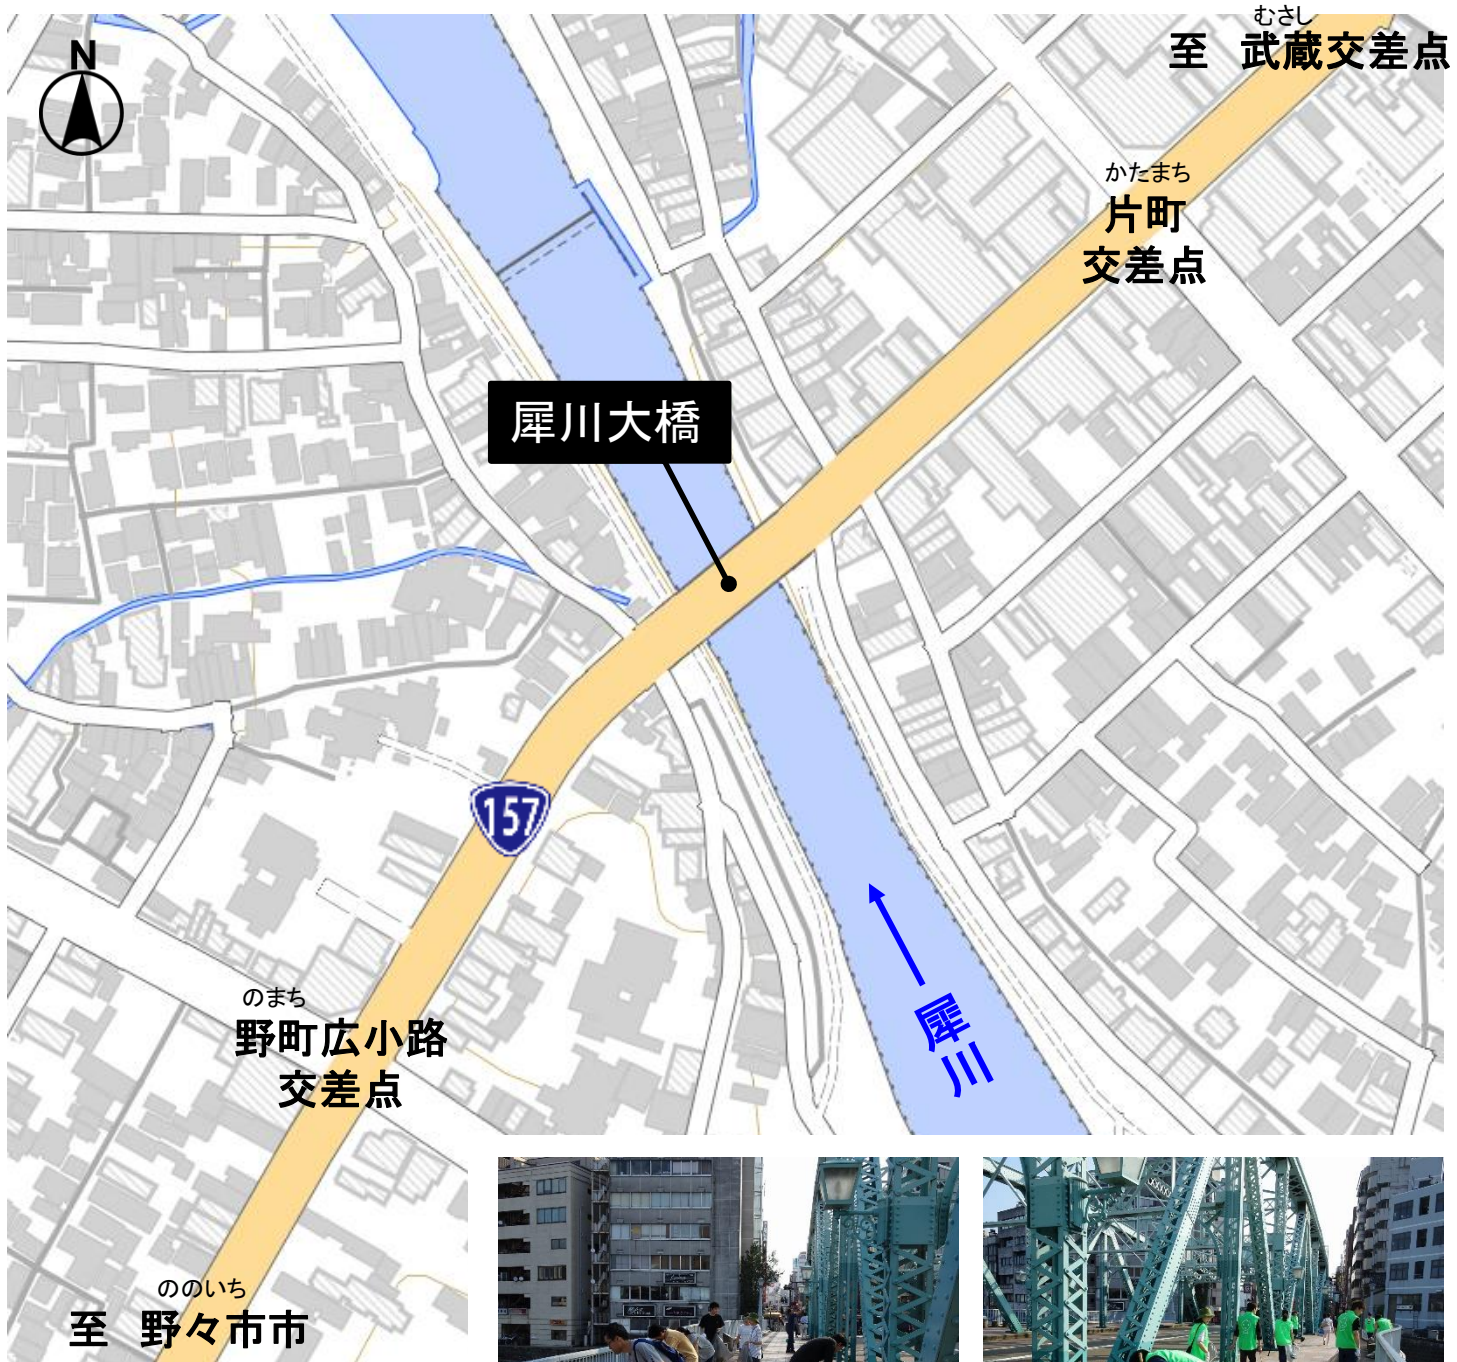 N
むさし
至 武蔵交差点
かたまち
片町
交差点
犀川大橋
157
犀川
のまち
野町広小路
交差点
ののいち
至 野々市市